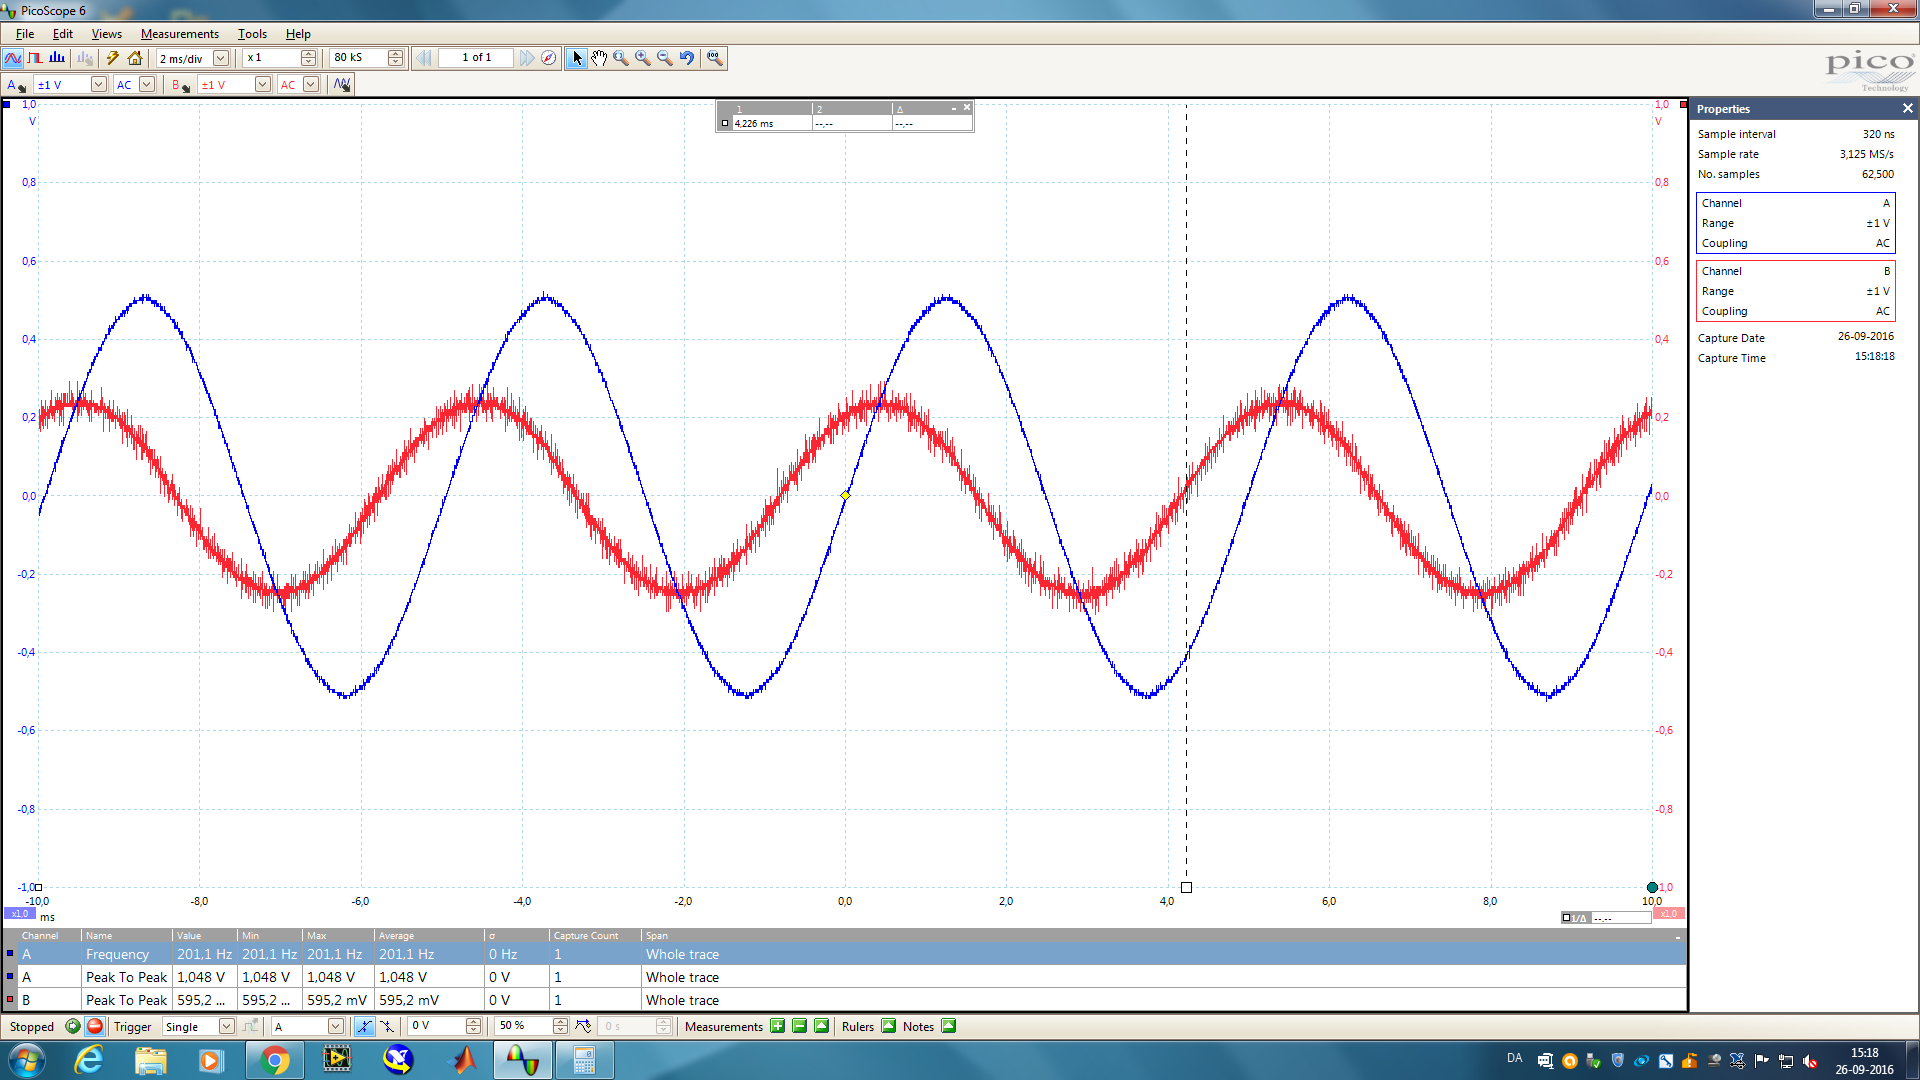 PicoScope 6
File Edit Views Measurements Tools Help
2 ms/div x 1 80 kS 1 of 1
A ±1 V AC B ±1 V AC
pico
Technology
1 2 Δ
4,226 ms --,-- --,--
1,0 1,0
V V
0,8 0,8
0,6 0,6
0,4 0,4
0,2 0,2
0,0 0,0
-0,2 -0,2
-0,4 -0,4
-0,6 -0,6
-0,8 -0,8
-1,0 -1,0
-10,0 -8,0 -6,0 -4,0 -2,0 0,0 2,0 4,0 6,0 8,0 10,0
x1,0 ms 1/Δ --,-- x1,0
Properties
Sample interval 320 ns
Sample rate 3,125 MS/s
No. samples 62,500
Channel A
Range ±1 V
Coupling AC
Channel B
Range ±1 V
Coupling AC
Capture Date 26-09-2016
Capture Time 15:18:18
Channel Name Value Min Max Average σ Capture Count Span
A Frequency 201,1 Hz 201,1 Hz 201,1 Hz 201,1 Hz 0 Hz 1 Whole trace
A Peak To Peak 1,048 V 1,048 V 1,048 V 1,048 V 0 V 1 Whole trace
B Peak To Peak 595,2 ... 595,2 ... 595,2 mV 595,2 mV 0 V 1 Whole trace
Stopped Trigger Single A 0 V 50 % 0 s Measurements Rulers Notes
DA 15:18
26-09-2016